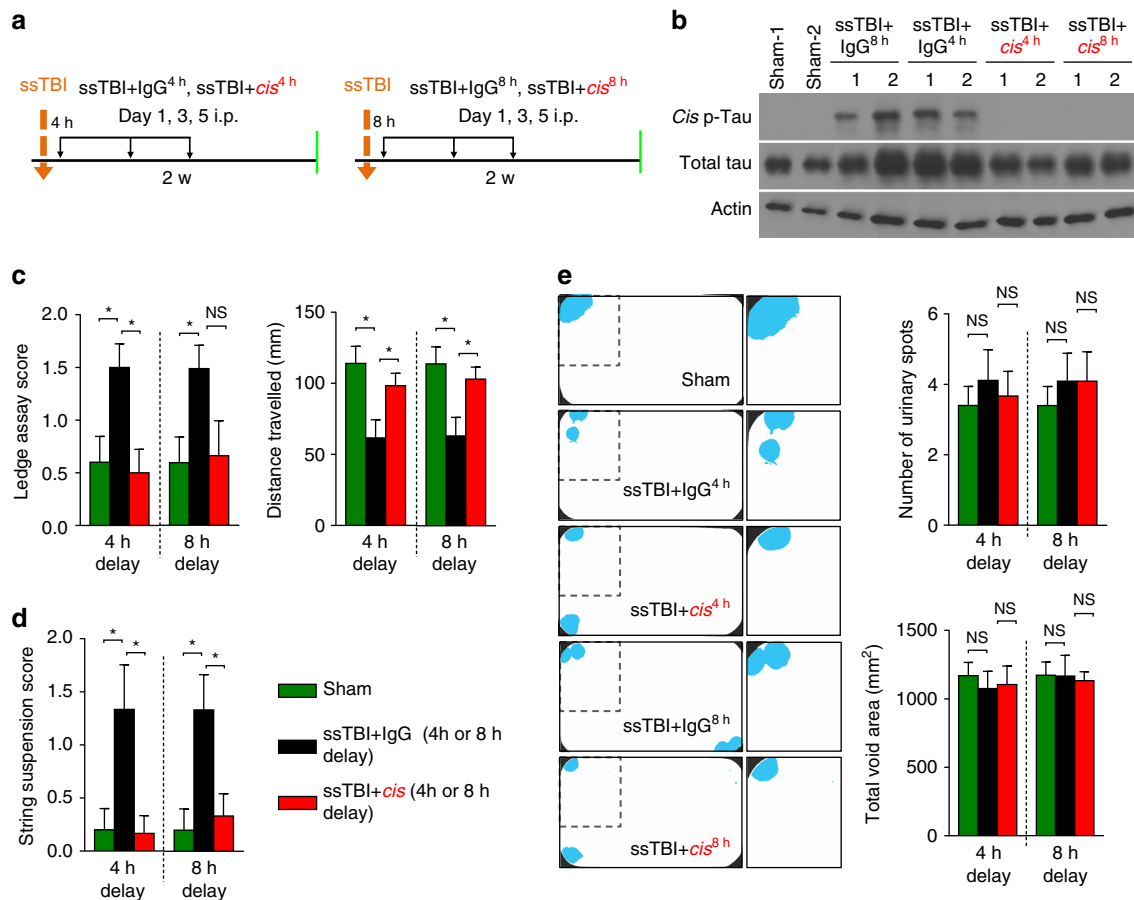 a
ssTBI ssTBI+IgG4 h, ssTBI+cis4 h
4 h Day 1, 3, 5 i.p.
2 w
ssTBI ssTBI+IgG8 h, ssTBI+cis8 h
8 h Day 1, 3, 5 i.p.
2 w
b
Sham-1
Sham-2
ssTBI+ ssTBI+ ssTBI+ ssTBI+
IgG8 h IgG4 h cis4 h cis8 h
1 2 1 2 1 2 1 2
Cis p-Tau
Total tau
Actin
c
Ledge assay score
2.0
1.5
1.0
0.5
0.0
* * * NS
4 h 8 h
delay delay
Distance travelled (mm)
150
100
50
0
* * * *
4 h 8 h
delay delay
d
String suspension score
2.0
1.5
1.0
0.5
0.0
* * * *
4 h 8 h
delay delay
Sham
ssTBI+IgG (4h or 8 h
delay)
ssTBI+cis (4h or 8 h
delay)
e
Sham
ssTBI+IgG4 h
ssTBI+cis4 h
ssTBI+IgG8 h
ssTBI+cis8 h
Number of urinary spots
6
4
2
0
NS NS NS NS
4 h 8 h
delay delay
Total void area (mm2)
1500
1000
500
0
NS NS NS NS
4 h 8 h
delay delay